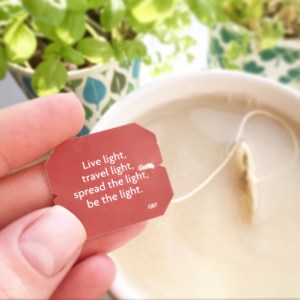 Live light,
travel light,
spread the light,
be the light.